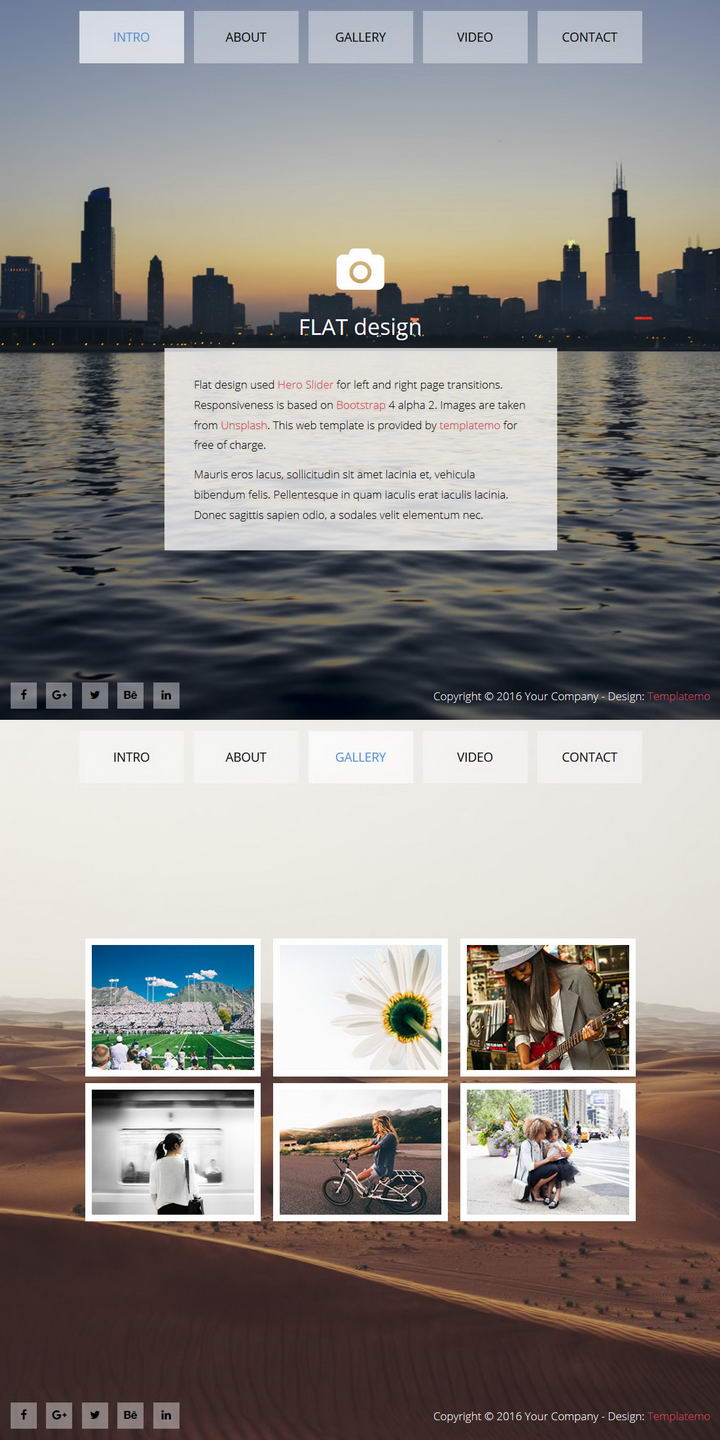 INTRO ABOUT GALLERY VIDEO CONTACT
FLAT design
Flat design used Hero Slider for left and right page transitions.
Responsiveness is based on Bootstrap 4 alpha 2. Images are taken
from Unsplash. This web template is provided by templatemo for
free of charge.
Mauris eros lacus, sollicitudin sit amet lacinia et, vehicula
bibendum felis. Pellentesque in quam iaculis erat iaculis lacinia.
Donec sagittis sapien odio, a sodales velit elementum nec.
f G+ Bē in
Copyright © 2016 Your Company - Design: Templatemo
INTRO ABOUT GALLERY VIDEO CONTACT
f G+ Bē in
Copyright © 2016 Your Company - Design: Templatemo